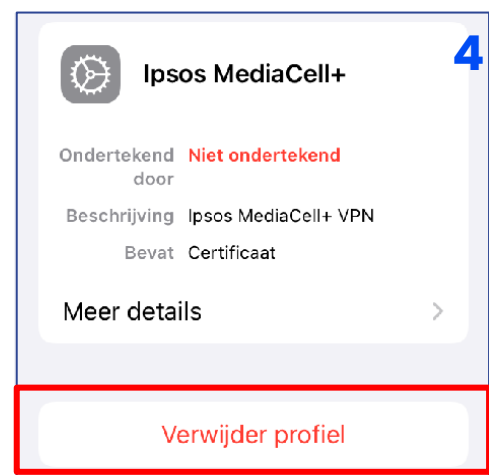 4
Ipsos MediaCell+
Ondertekend door Niet ondertekend
Beschrijving Ipsos MediaCell+ VPN
Bevat Certificaat
Meer details
Verwijder profiel